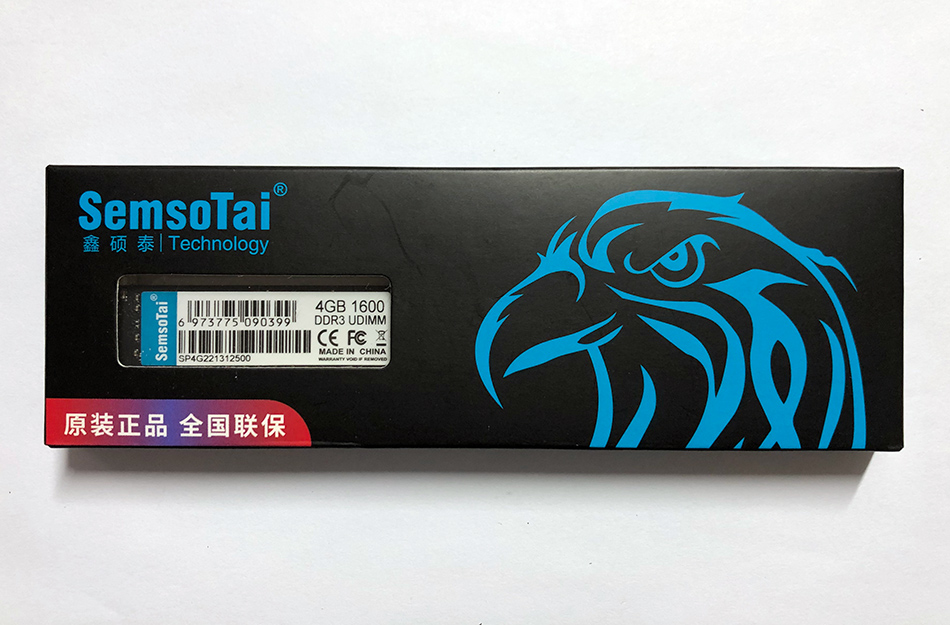 SemsoTai®
鑫硕泰|Technology
SemsoTai®
6 973775 090399
4GB 1600
DDR3 UDIMM
SP4G221312500
CE FC
MADE IN CHINA
WARRANTY VOID IF REMOVED
原装正品 全国联保